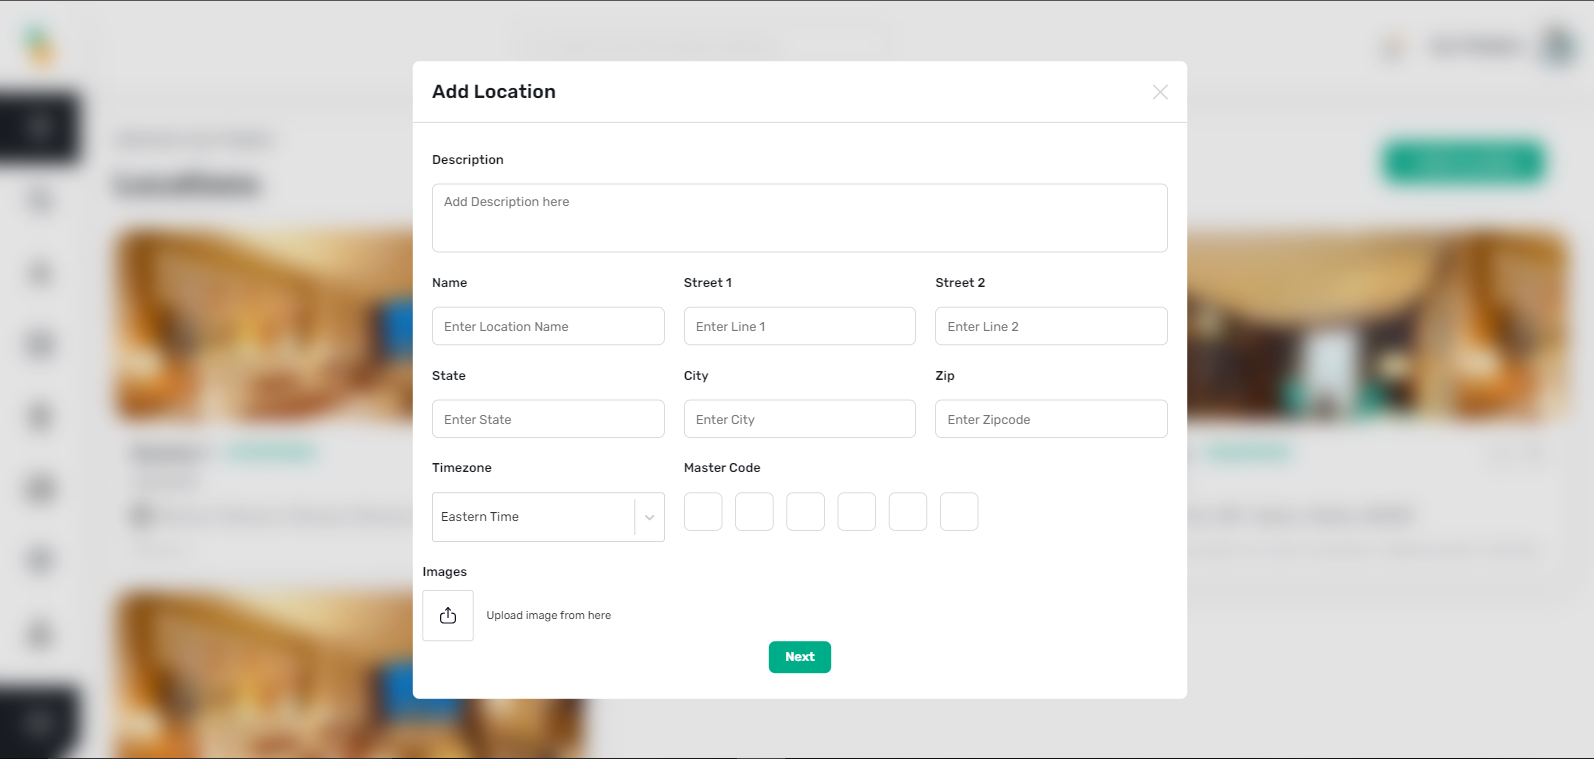 Add Location
Description
Add Description here
Name Street 1 Street 2
Enter Location Name Enter Line 1 Enter Line 2
State City Zip
Enter State Enter City Enter Zipcode
Timezone Master Code
Eastern Time
Images
Upload image from here
Next
Locations